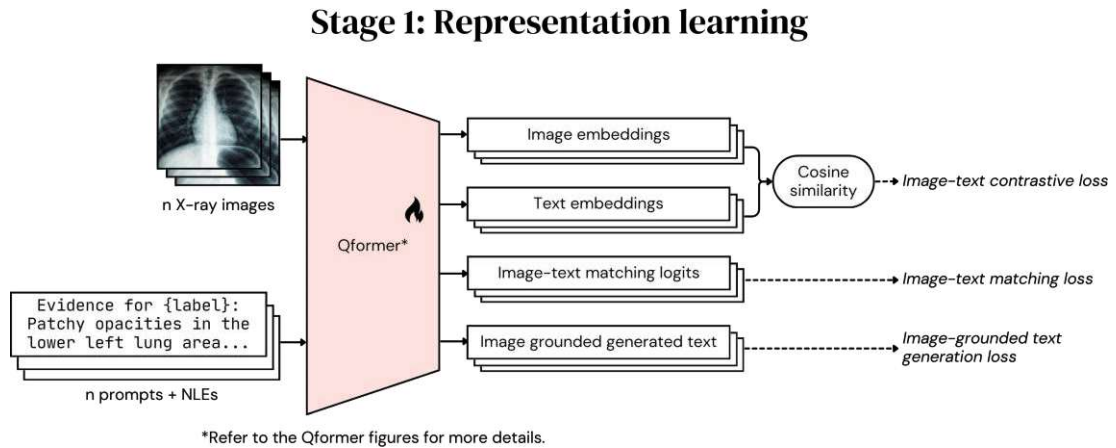 Stage 1: Representation learning
n X-ray images
Evidence for {label}:
Patchy opacities in the
lower left lung area...
n prompts + NLEs
Qformer*
Image embeddings
Text embeddings
Image-text matching logits
Image grounded generated text
Cosine
similarity
Image-text contrastive loss
Image-text matching loss
Image-grounded text
generation loss
*Refer to the Qformer figures for more details.